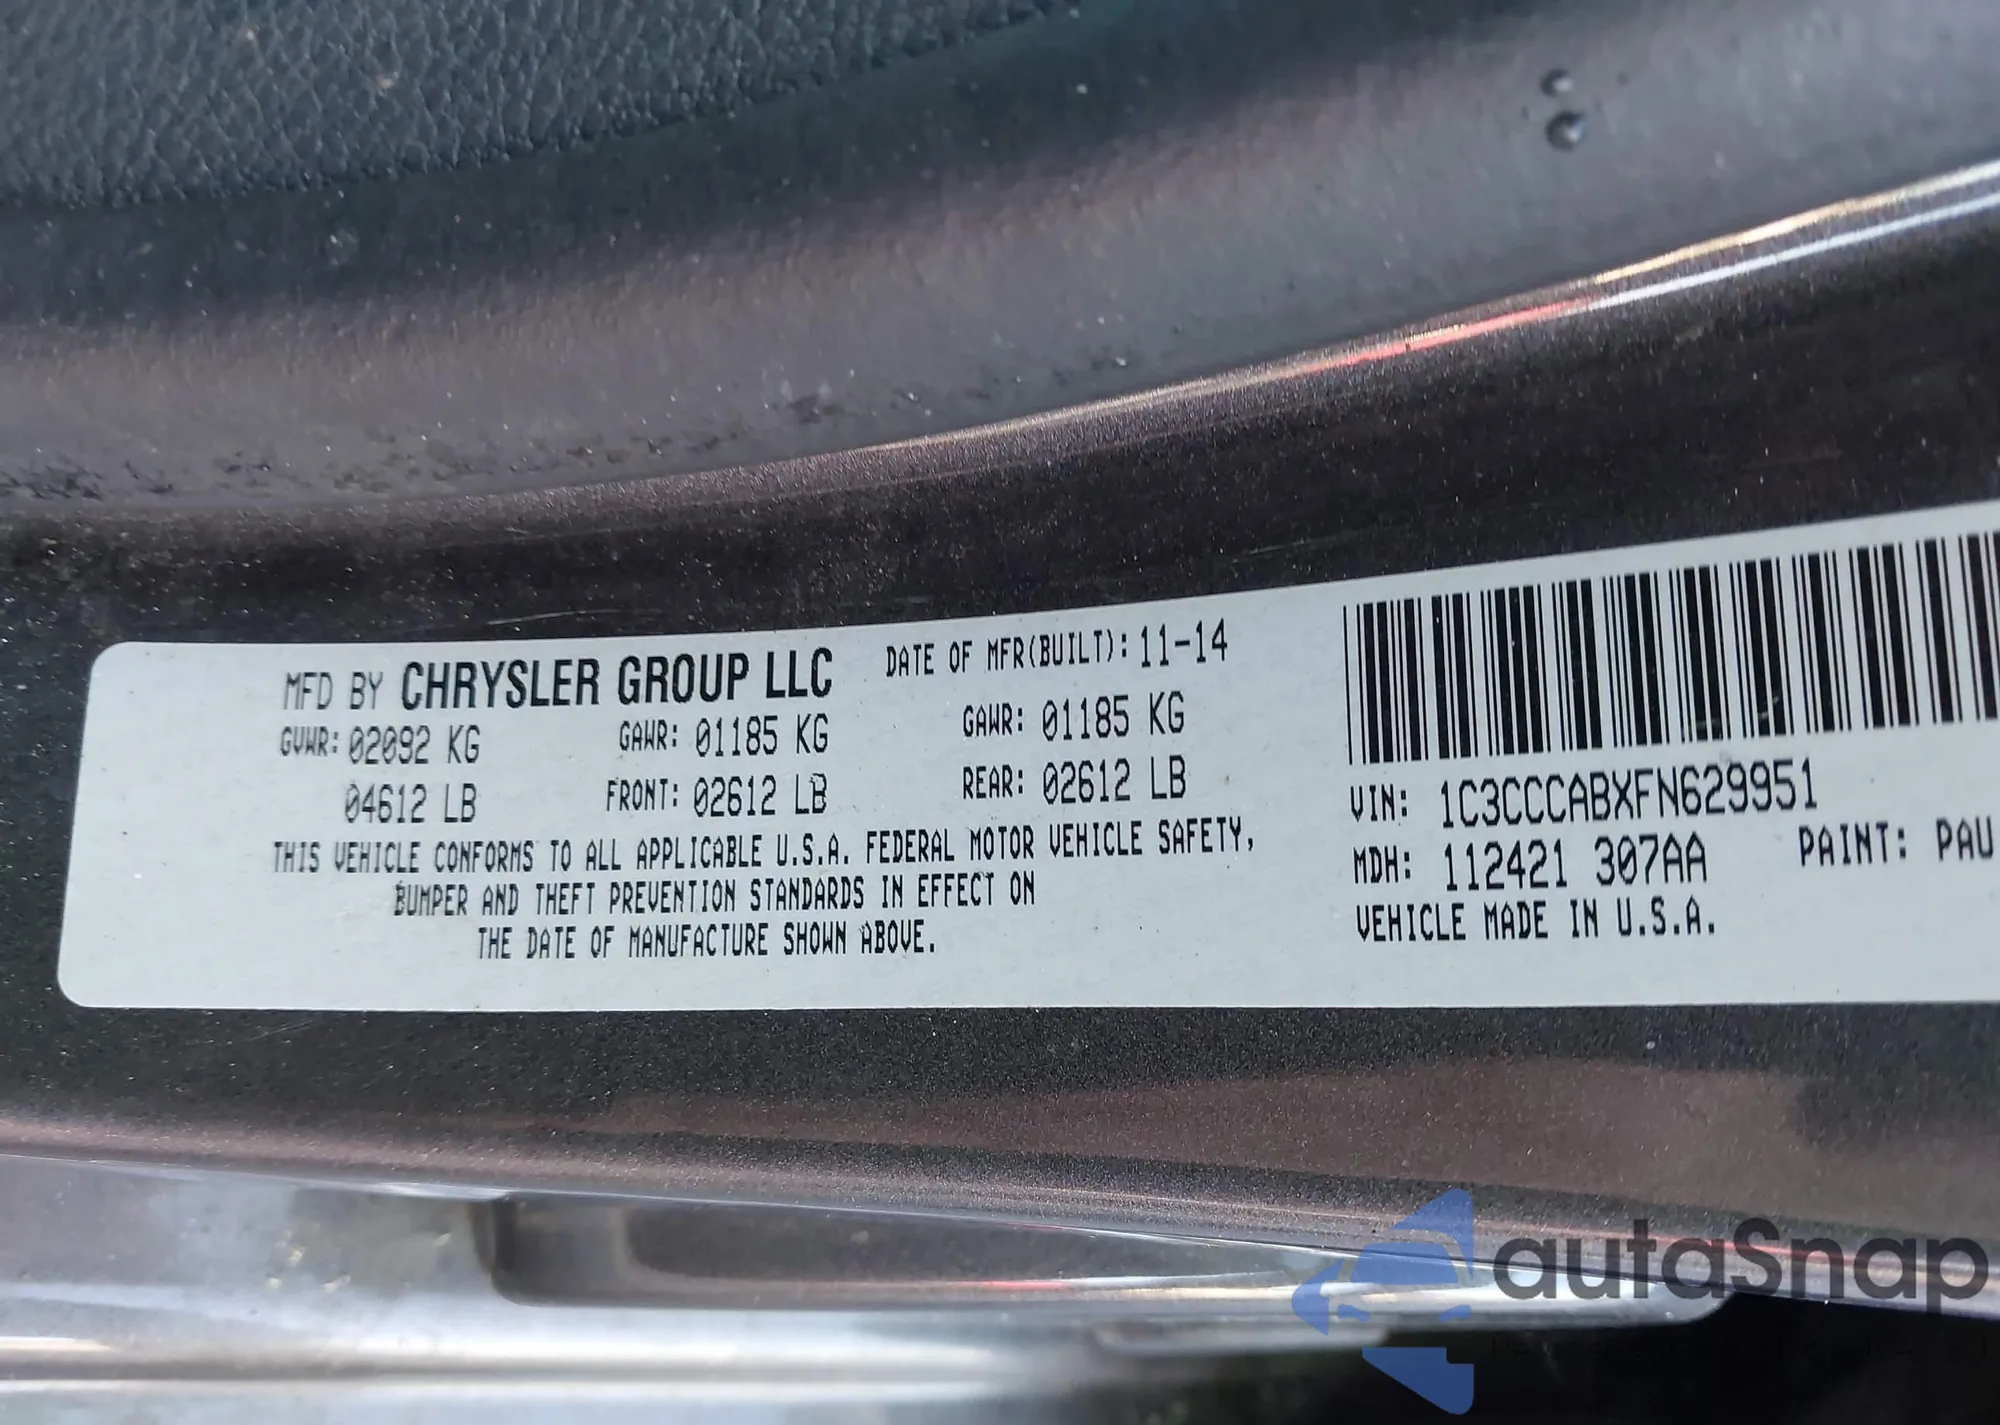 MFD BY CHRYSLER GROUP LLC DATE OF MFR(BUILT): 11-14
GVWR: 02092 KG GAWR: 01185 KG GAWR: 01185 KG
04612 LB FRONT: 02612 LB REAR: 02612 LB
THIS VEHICLE CONFORMS TO ALL APPLICABLE U.S.A. FEDERAL MOTOR VEHICLE SAFETY,
BUMPER AND THEFT PREVENTION STANDARDS IN EFFECT ON
THE DATE OF MANUFACTURE SHOWN ABOVE.
VIN: 1C3CCCABXFN629951
MDH: 112421 307AA PAINT: PAU
VEHICLE MADE IN U.S.A.
autaSnap